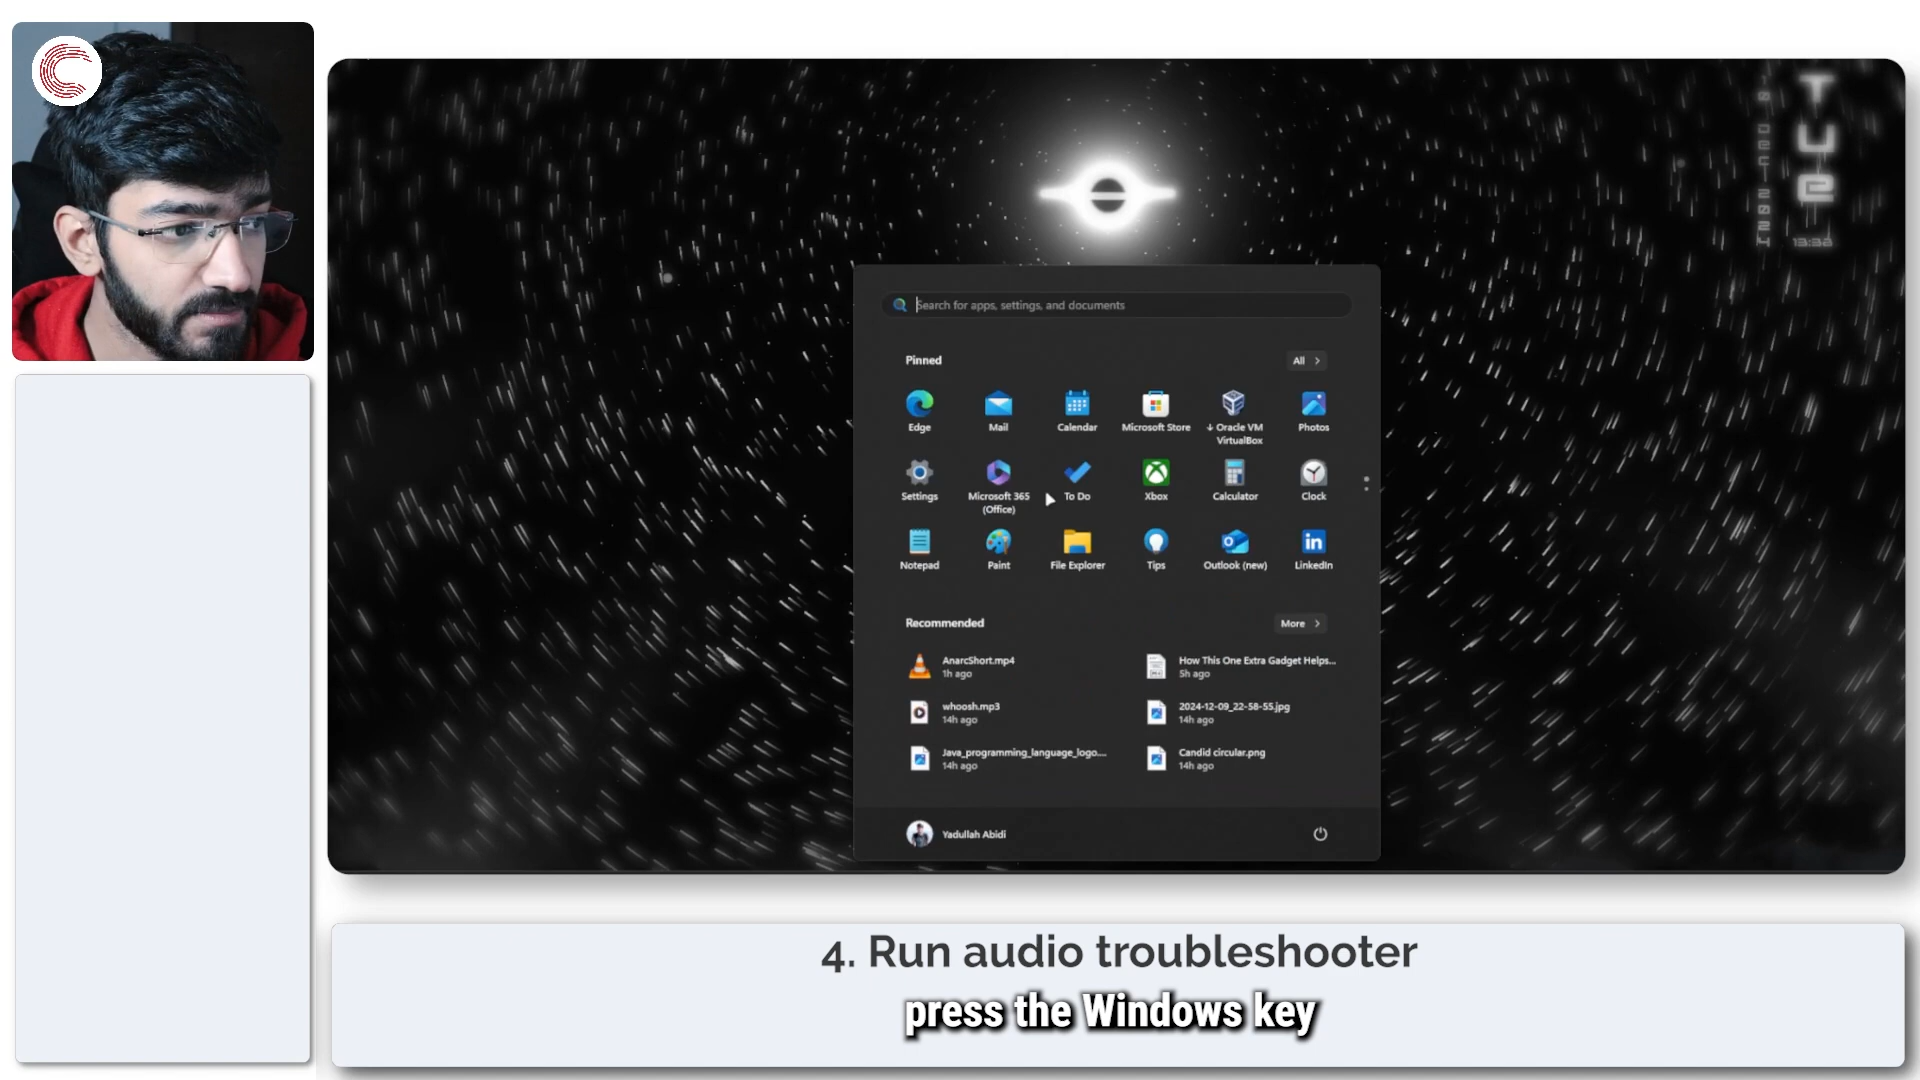 TUE
13:38
Search for apps, settings, and documents
Pinned
All
Edge
Mail
Calendar
Microsoft Store
↓ Oracle VM
VirtualBox
Photos
Settings
Microsoft 365
(Office)
To Do
Xbox
Calculator
Clock
Notepad
Paint
File Explorer
Tips
Outlook (new)
LinkedIn
Recommended
More
AnarcShort.mp4
1h ago
How This One Extra Gadget Helps...
5h ago
whoosh.mp3
14h ago
2024-12-09_22-58-55.jpg
14h ago
Java_programming_language_logo....
14h ago
Candid circular.png
14h ago
Yadullah Abidi
4. Run audio troubleshooter
press the Windows key